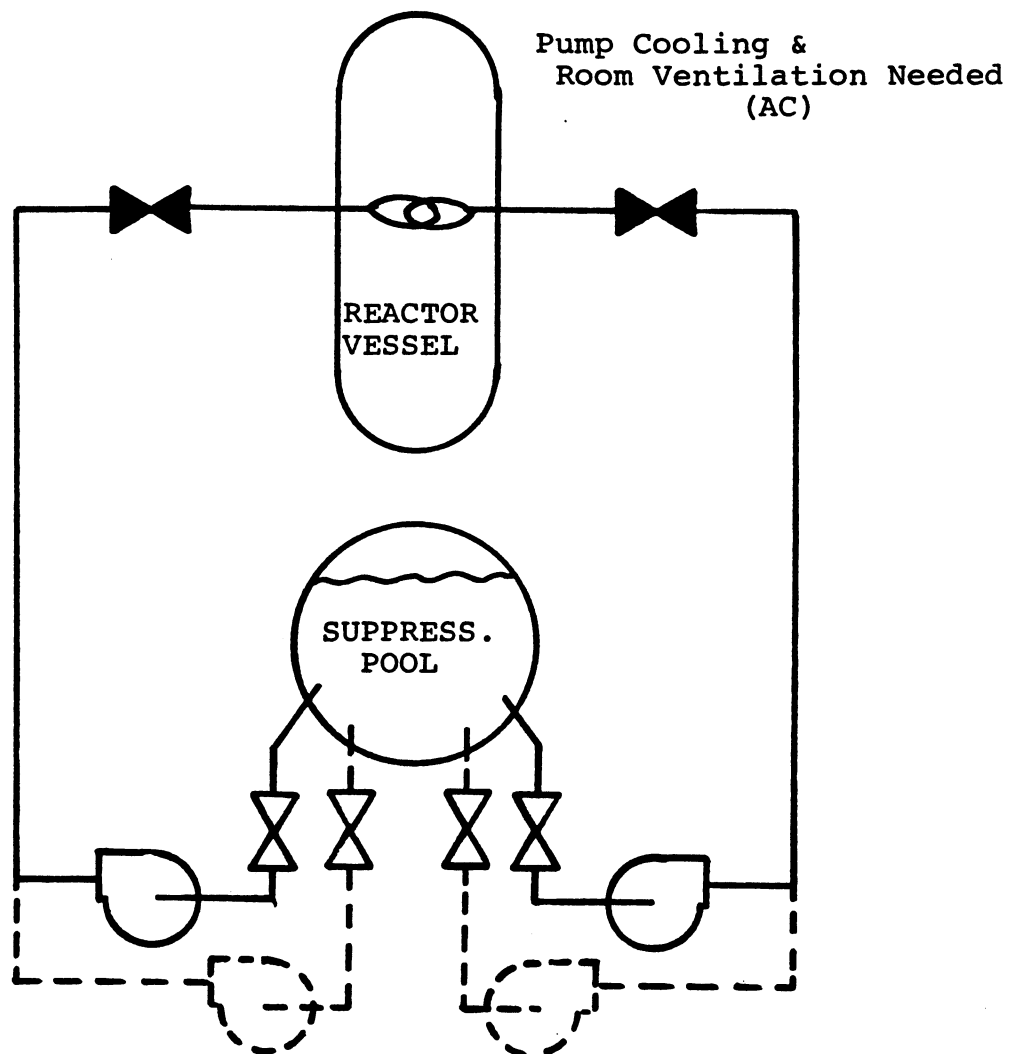 Pump Cooling &
Room Ventilation Needed
(AC)
REACTOR
VESSEL
SUPPRESS.
POOL